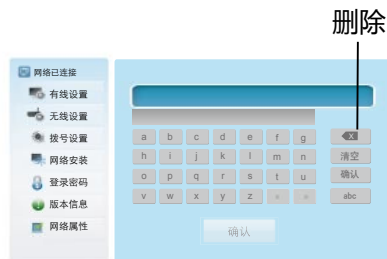 删除
网络已连接
有线设置
无线设置
拨号设置
网络安装
登录密码
版本信息
网络属性
a b c d e f g
h i j k l m n 清空
o p q r s t u 确认
v w x y z abc
确认